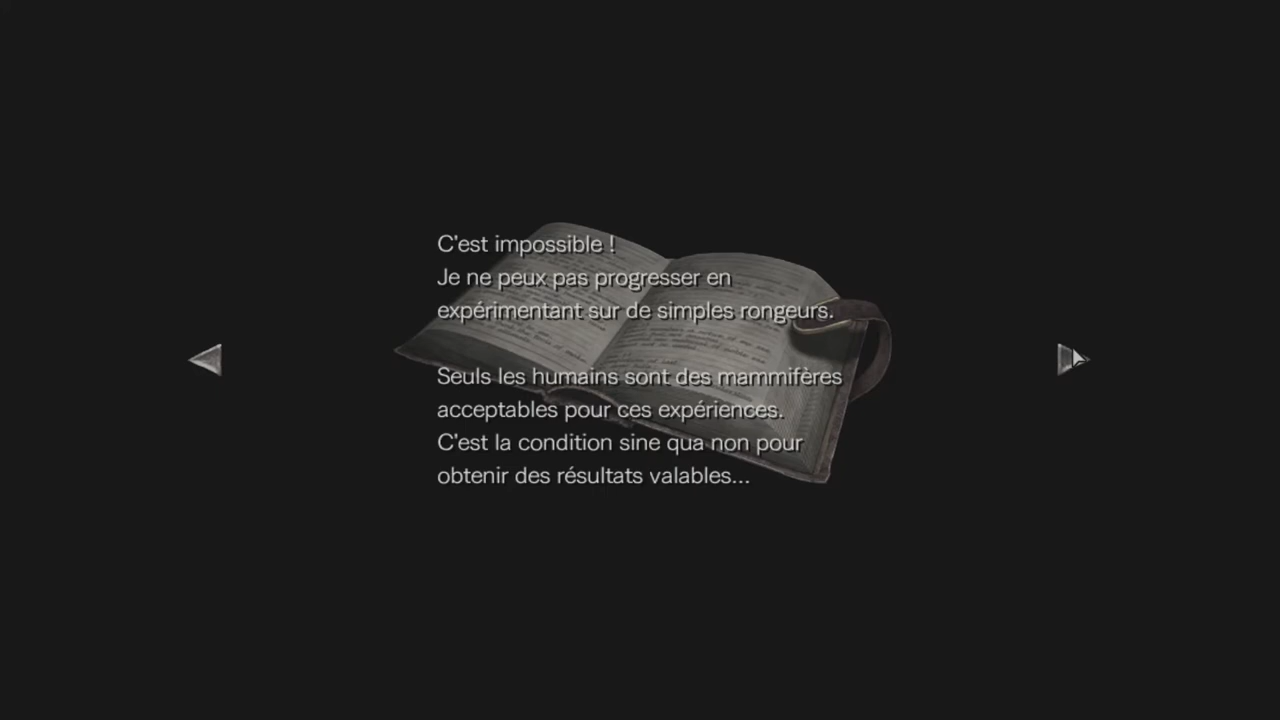 C'est impossible !
Je ne peux pas progresser en
expérimentant sur de simples rongeurs.
Seuls les humains sont des mammifères
acceptables pour ces expériences.
C'est la condition sine qua non pour
obtenir des résultats valables...